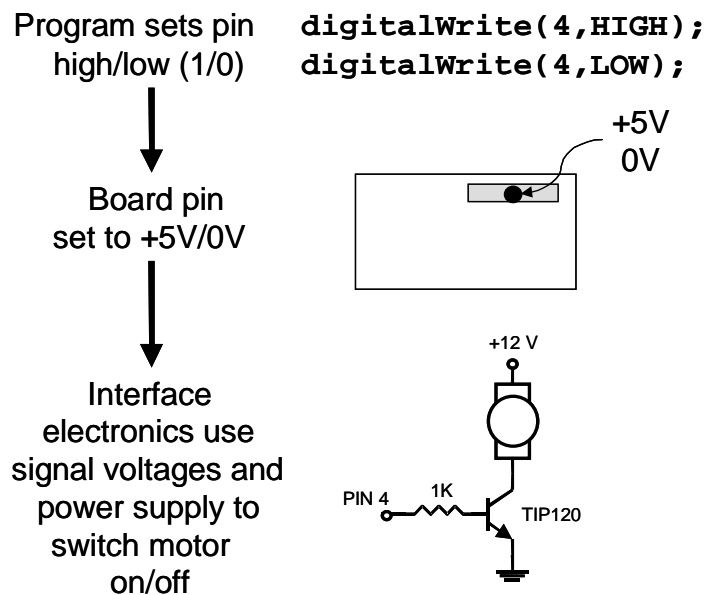 Program sets pin
high/low (1/0)
digitalWrite(4,HIGH);
digitalWrite(4,LOW);
+5V
0V
Board pin
set to +5V/0V
+12 V
Interface
electronics use
signal voltages and
power supply to
switch motor
on/off
PIN 4
1K
TIP120